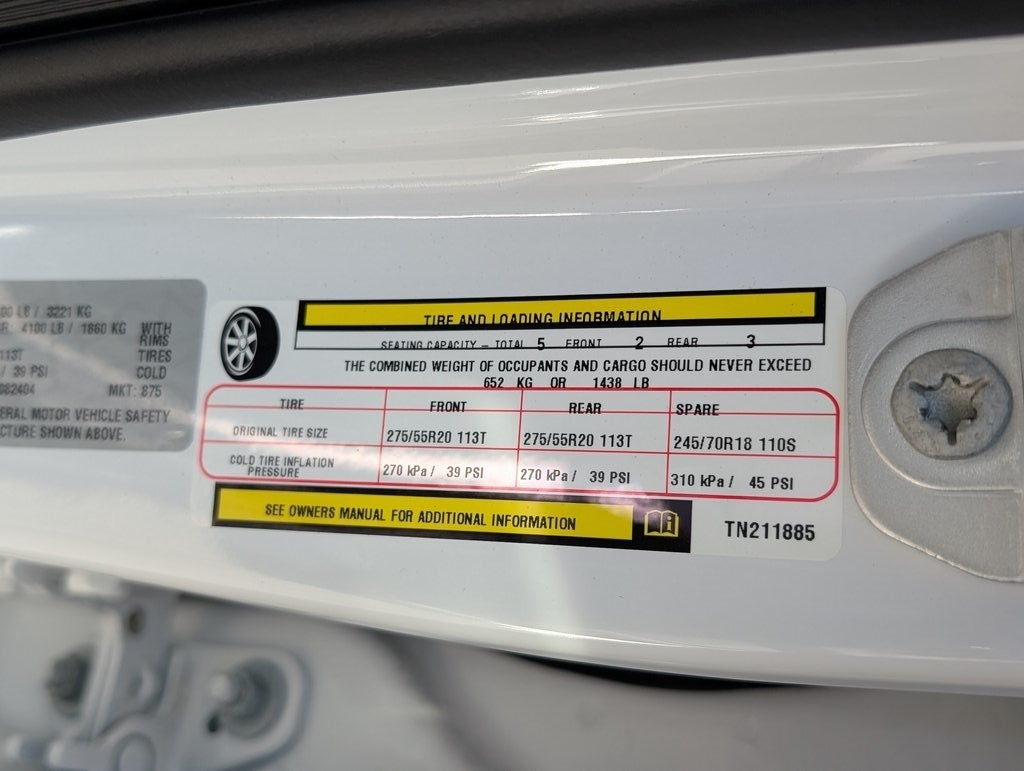 00 LB / 3221 KG
R: 4100 LB / 1860 KG WITH
RIMS
113T TIRES
/ 39 PSI COLD
082404 MKT: 875
ERAL MOTOR VEHICLE SAFETY
CTURE SHOWN ABOVE.
TIRE AND LOADING INFORMATION
SEATING CAPACITY – TOTAL 5 FRONT 2 REAR 3
THE COMBINED WEIGHT OF OCCUPANTS AND CARGO SHOULD NEVER EXCEED
652 KG OR 1438 LB
TIRE FRONT REAR SPARE
ORIGINAL TIRE SIZE 275/55R20 113T 275/55R20 113T 245/70R18 110S
COLD TIRE INFLATION
PRESSURE 270 kPa / 39 PSI 270 kPa / 39 PSI 310 kPa / 45 PSI
SEE OWNERS MANUAL FOR ADDITIONAL INFORMATION
TN211885